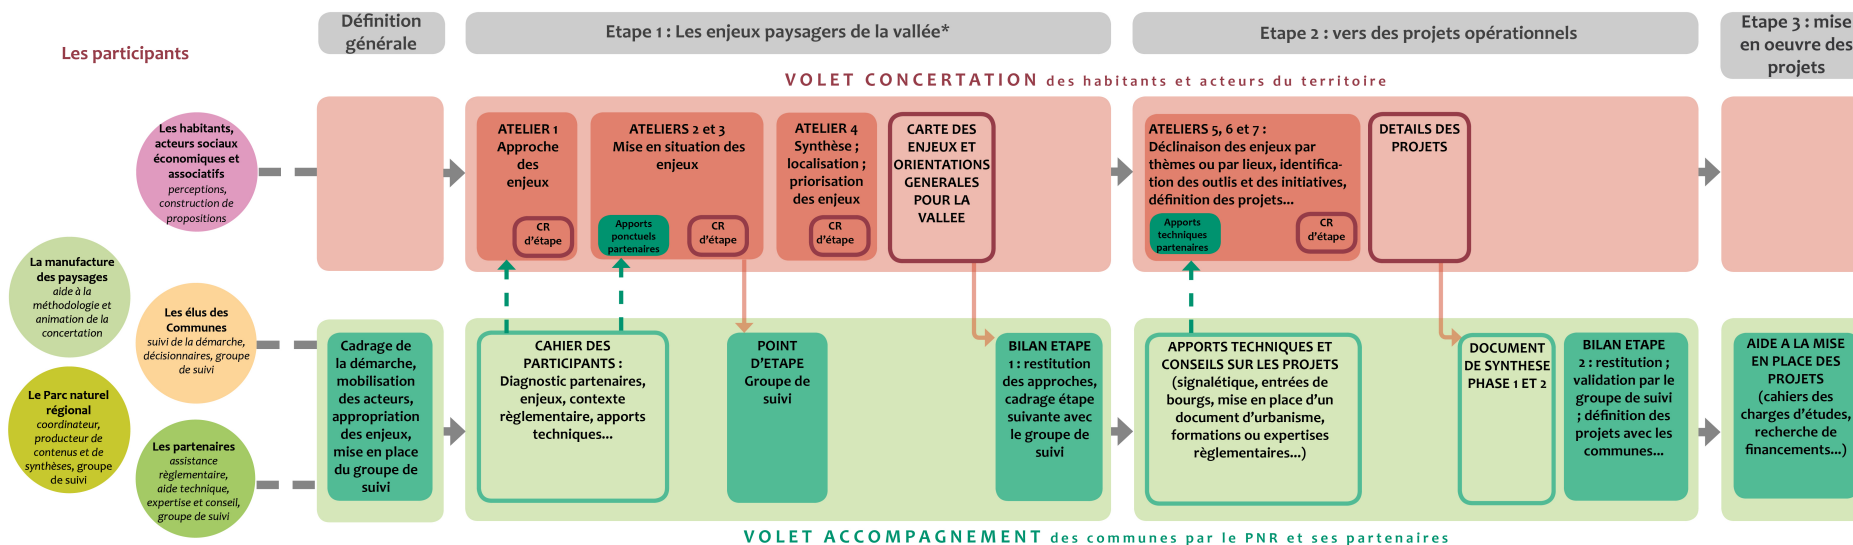 Les participants
Définition
générale
Etape 1 : Les enjeux paysagers de la vallée*
Etape 2 : vers des projets opérationnels
Etape 3 : mise
en oeuvre des
projets
VOLET CONCERTATION des habitants et acteurs du territoire
Les habitants,
acteurs sociaux
économiques et
associatifs
perceptions,
construction de
propositions
La manufacture
des paysages
aide à la
méthodologie et
animation de la
concertation
Les élus des
Communes
suivi de la démarche,
décisionnaires, groupe
de suivi
Le Parc naturel
régional
coordinateur,
producteur de
contenus et de
synthèses, groupe
de suivi
Les partenaires
assistance
règlementaire,
aide technique,
expertise et conseil,
groupe de suivi
ATELIER 1
Approche
des
enjeux
CR
d'étape
ATELIERS 2 et 3
Mise en situation des
enjeux
Apports
ponctuels
partenaires
CR
d'étape
ATELIER 4
Synthèse ;
localisation ;
priorisation
des enjeux
CR
d'étape
CARTE DES
ENJEUX ET
ORIENTATIONS
GENERALES
POUR LA
VALLEE
ATELIERS 5, 6 et 7 :
Déclinaison des enjeux par
thèmes ou par lieux, identifica-
tion des outlis et des initiatives,
définition des projets...
Apports
techniques
partenaires
CR
d'étape
DETAILS DES
PROJETS
Cadrage de
la démarche,
mobilisation
des acteurs,
appropriation
des enjeux,
mise en place
du groupe de
suivi
CAHIER DES
PARTICIPANTS :
Diagnostic partenaires,
enjeux, contexte
règlementaire, apports
techniques...
POINT
D'ETAPE
Groupe de
suivi
BILAN ETAPE
1 : restitution
des approches,
cadrage étape
suivante avec
le groupe de
suivi
APPORTS TECHNIQUES ET
CONSEILS SUR LES PROJETS
(signalétique, entrées de
bourgs, mise en place d'un
document d'urbanisme,
formations ou expertises
règlementaires...)
DOCUMENT
DE SYNTHESE
PHASE 1 ET 2
BILAN ETAPE
2 : restitution ;
validation par le
groupe de suivi
; définition des
projets avec les
communes...
AIDE A LA MISE
EN PLACE DES
PROJETS
(cahiers des
charges d'études,
recherche de
financements...)
VOLET ACCOMPAGNEMENT des communes par le PNR et ses partenaires